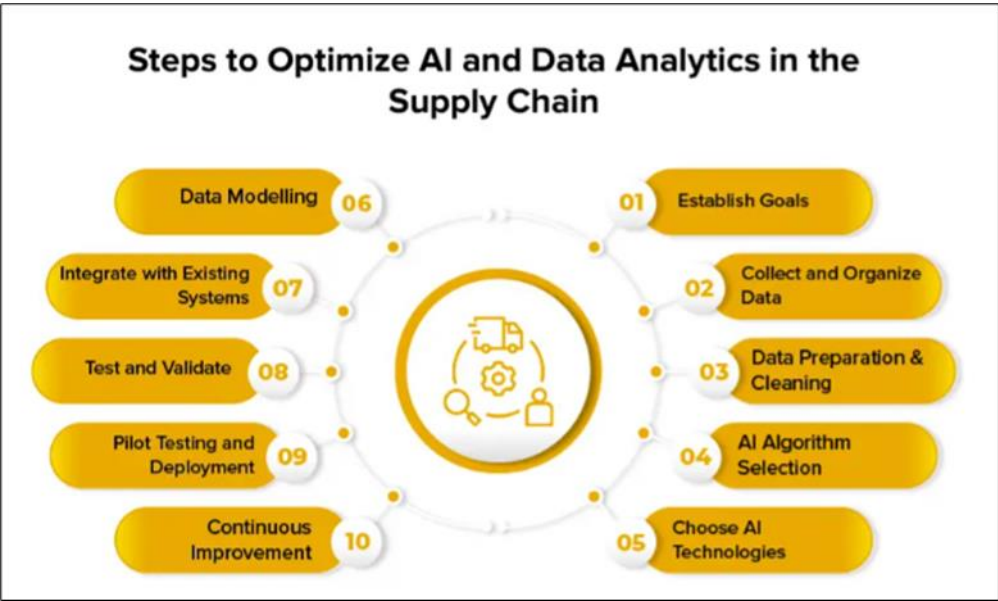 Steps to Optimize AI and Data Analytics in the
Supply Chain
01
Establish Goals
02
Collect and Organize
Data
03
Data Preparation &
Cleaning
04
AI Algorithm
Selection
05
Choose AI
Technologies
06
Data Modelling
07
Integrate with Existing
Systems
08
Test and Validate
09
Pilot Testing and
Deployment
10
Continuous
Improvement